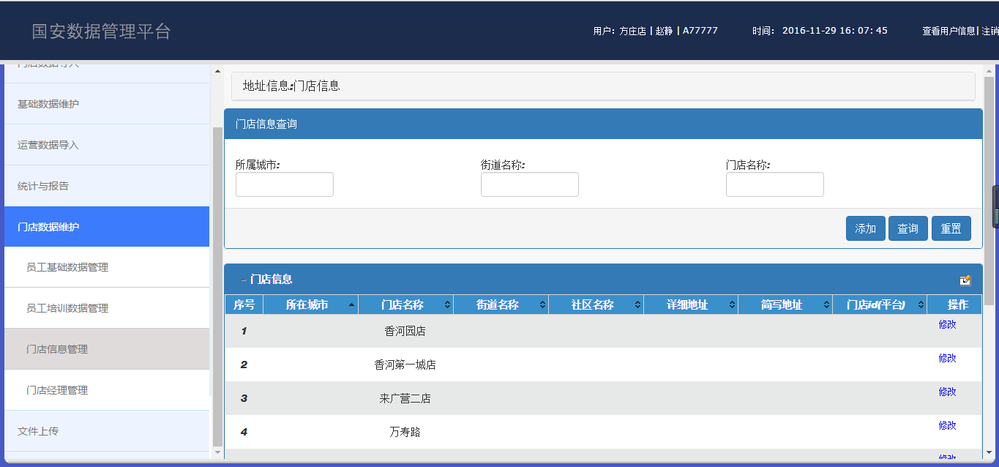 国安数据管理平台
用户: 方庄店 | 赵静 | A77777 时间: 2016-11-29 16: 07: 45 查看用户信息| 注销
门店数据导入
基础数据维护
运营数据导入
统计与报告
门店数据维护
员工基础数据管理
员工培训数据管理
门店信息管理
门店经理管理
文件上传
地址信息:门店信息
门店信息查询
所属城市: 街道名称: 门店名称:
添加 查询 重置
门店信息
序号 所在城市 门店名称 街道名称 社区名称 详细地址 简写地址 门店id(平台) 操作
1 香河园店 修改
2 香河第一城店 修改
3 来广营二店 修改
4 万寿路 修改
修改